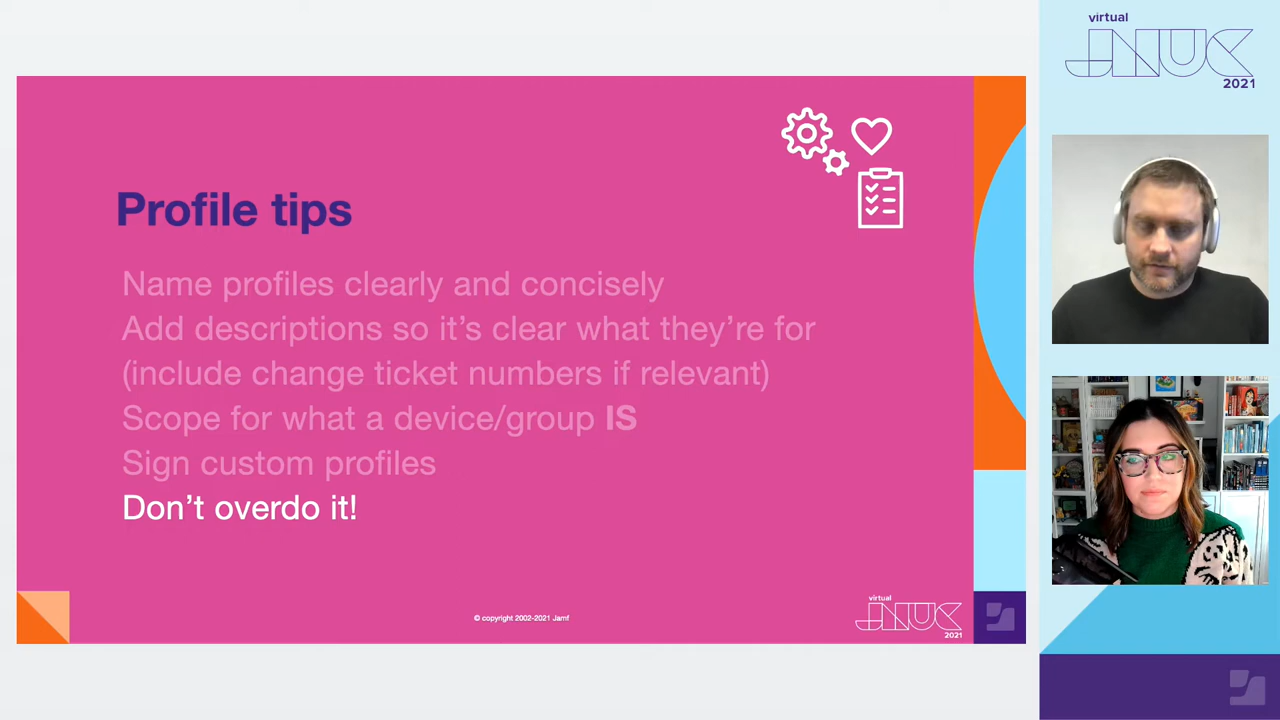 Profile tips
Name profiles clearly and concisely
Add descriptions so it’s clear what they’re for
(include change ticket numbers if relevant)
Scope for what a device/group IS
Sign custom profiles
Don’t overdo it!
© copyright 2002-2021 Jamf
virtual
JNUC
2021
virtual
JNUC
2021